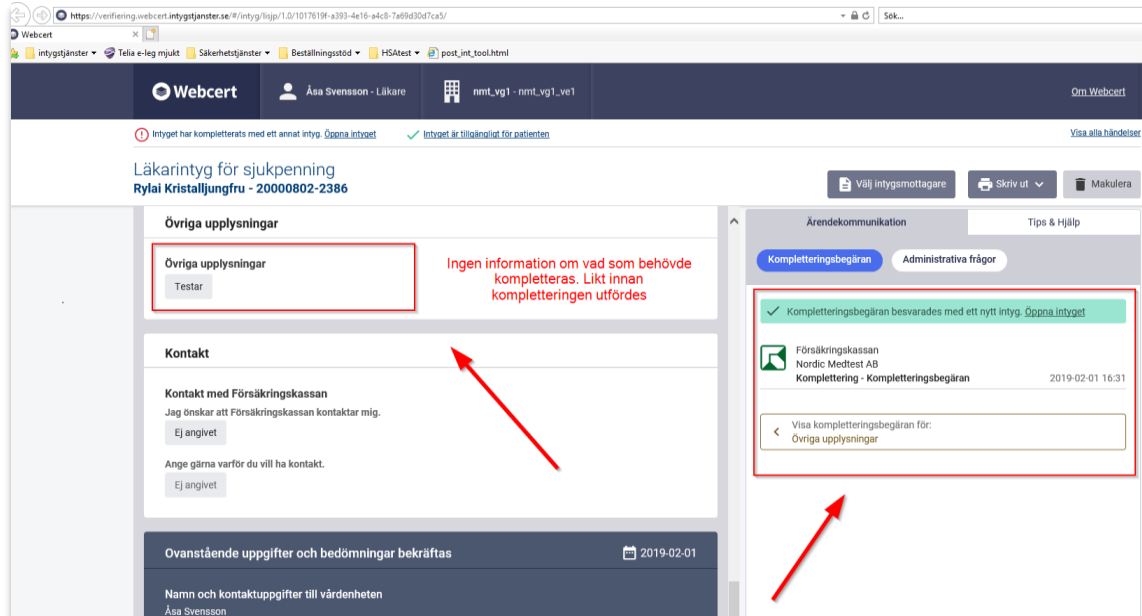 https://verifiering.webcert.intygstjanster.se/#/intyg/lisjp/1.0/1017619f-a393-4e16-a4c8-7a69d30d7ca5/
Sök...
Webcert
intygstjänster
Telia e-leg mjukt
Säkerhetstjänster
Beställningsstöd
HSAtest
post_int_tool.html
Webcert
Åsa Svensson - Läkare
nmt_vg1 - nmt_vg1_ve1
Om Webcert
Intyget har kompletterats med ett annat intyg. Öppna intyget
Intyget är tillgängligt för patienten
Visa alla händelser
Läkarintyg för sjukpenning
Rylai Kristalljungfru - 20000802-2386
Välj intygsmottagare
Skriv ut
Makulera
Övriga upplysningar
Övriga upplysningar
Testar
Ingen information om vad som behövde
kompletteras. Likt innan
kompletteringen utfördes
Kontakt
Kontakt med Försäkringskassan
Jag önskar att Försäkringskassan kontaktar mig.
Ej angivet
Ange gärna varför du vill ha kontakt.
Ej angivet
Ovanstående uppgifter och bedömningar bekräftas
2019-02-01
Namn och kontaktuppgifter till vårdenheten
Åsa Svensson
Ärendekommunikation
Tips & Hjälp
Kompletteringsbegäran
Administrativa frågor
Kompletteringsbegäran besvarades med ett nytt intyg. Öppna intyget
Försäkringskassan
Nordic Medtest AB
Komplettering - Kompletteringsbegäran
2019-02-01 16:31
Visa kompletteringsbegäran för:
Övriga upplysningar